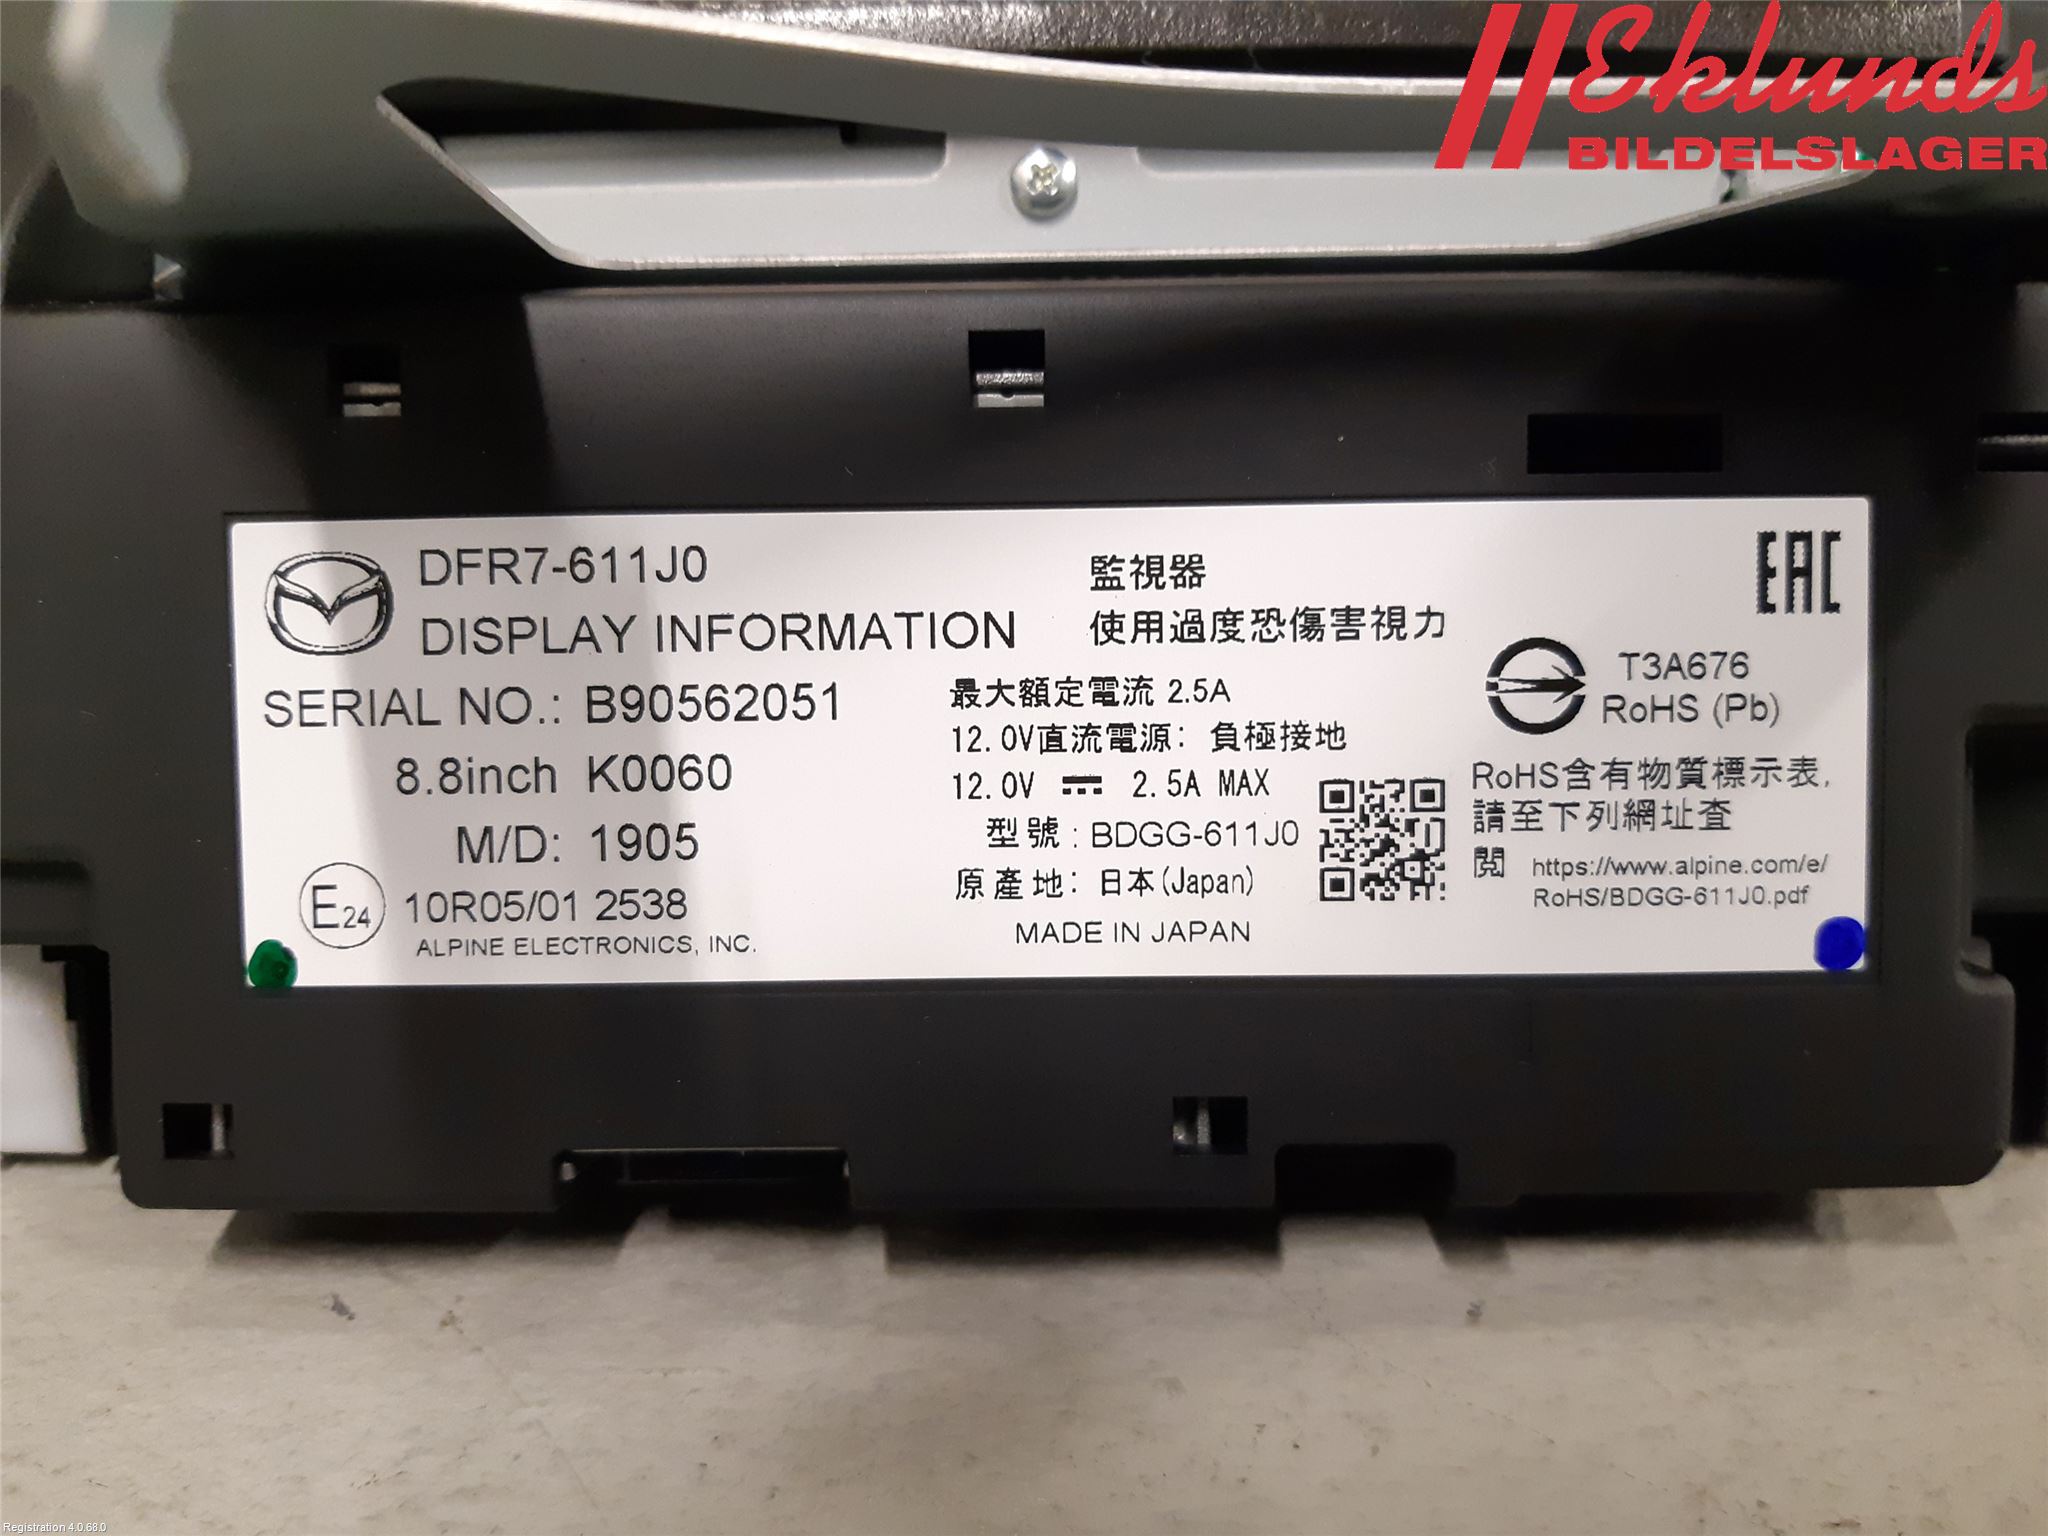 Eklunds
BILDELSLAGER
DFR7-611J0
DISPLAY INFORMATION
SERIAL NO.: B90562051
8.8inch K0060
M/D: 1905
E24
10R05/01 2538
ALPINE ELECTRONICS, INC.
監視器
使用過度恐傷害視力
最大額定電流 2.5A
12.0V直流電源: 負極接地
12.0V ⎓ 2.5A MAX
型號: BDGG-611J0
原產地: 日本(Japan)
MADE IN JAPAN
EAC
T3A676
RoHS (Pb)
RoHS含有物質標示表,
請至下列網址查
閱 https://www.alpine.com/e/
RoHS/BDGG-611J0.pdf
Registration 4.0.68.0